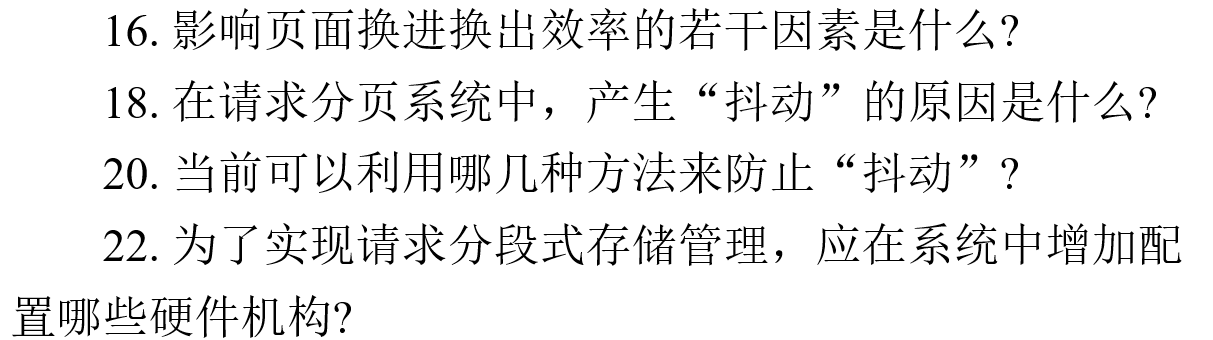 16. 影响页面换进换出效率的若干因素是什么?
18. 在请求分页系统中，产生“抖动”的原因是什么?
20. 当前可以利用哪几种方法来防止“抖动”?
22. 为了实现请求分段式存储管理，应在系统中增加配
置哪些硬件机构?